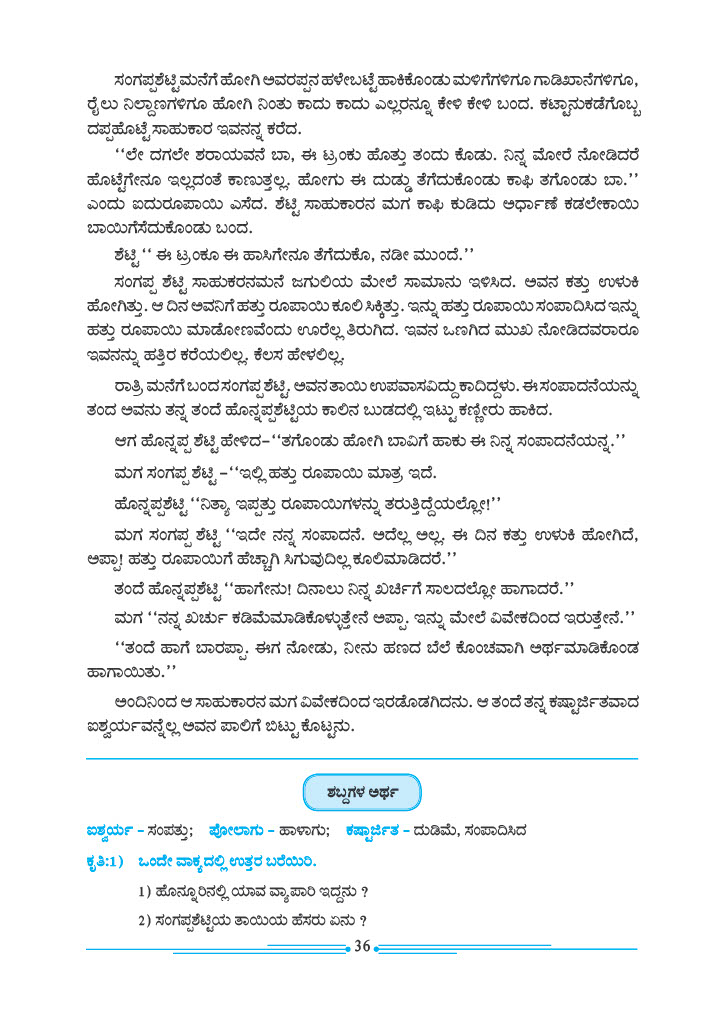 ಸಂಗಪ್ಪಶೆಟ್ಟಿ ಮನೆಗೆ ಹೋಗಿ ಅವರಪ್ಪನ ಹಳೇಬಟ್ಟೆ ಹಾಕಿಕೊಂಡು ಮಳಿಗೆಗಳಿಗೂ ಗಾಡಿಖಾನೆಗಳಿಗೂ,
ರೈಲು ನಿಲ್ದಾಣಗಳಿಗೂ ಹೋಗಿ ನಿಂತು ಕಾದು ಕಾದು ಎಲ್ಲರನ್ನೂ ಕೇಳಿ ಕೇಳಿ ಬಂದ. ಕಟ್ಟಾನುಕಡೆಗೊಬ್ಬ
ದಪ್ಪಹೊಟ್ಟೆ ಸಾಹುಕಾರ ಇವನನ್ನ ಕರೆದ.
‘‘ಲೇ ದಗಲೇ ಶರಾಯವನೆ ಬಾ, ಈ ಟ್ರಂಕು ಹೊತ್ತು ತಂದು ಕೊಡು. ನಿನ್ನ ಮೋರೆ ನೋಡಿದರೆ
ಹೊಟ್ಟೆಗೇನೂ ಇಲ್ಲದಂತೆ ಕಾಣುತ್ತಲ್ಲ. ಹೋಗು ಈ ದುಡ್ಡು ತೆಗೆದುಕೊಂಡು ಕಾಫಿ ತಗೊಂಡು ಬಾ.’’
ಎಂದು ಐದುರೂಪಾಯಿ ಎಸೆದ. ಶೆಟ್ಟಿ ಸಾಹುಕಾರನ ಮಗ ಕಾಫಿ ಕುಡಿದು ಅರ್ಧಾಣೆ ಕಡಲೇಕಾಯಿ
ಬಾಯಿಗೆಸೆದುಕೊಂಡು ಬಂದ.
ಶೆಟ್ಟಿ ‘‘ ಈ ಟ್ರಂಕೂ ಈ ಹಾಸಿಗೇನೂ ತೆಗೆದುಕೊ, ನಡೀ ಮುಂದೆ.’’
ಸಂಗಪ್ಪ ಶೆಟ್ಟಿ ಸಾಹುಕರನಮನೆ ಜಗುಲಿಯ ಮೇಲೆ ಸಾಮಾನು ಇಳಿಸಿದ. ಅವನ ಕತ್ತು ಉಳುಕಿ
ಹೋಗಿತ್ತು. ಆ ದಿನ ಅವನಿಗೆ ಹತ್ತು ರೂಪಾಯಿ ಕೂಲಿ ಸಿಕ್ಕಿತ್ತು. ಇನ್ನು ಹತ್ತು ರೂಪಾಯಿ ಸಂಪಾದಿಸಿದ ಇನ್ನು
ಹತ್ತು ರೂಪಾಯಿ ಮಾಡೋಣವೆಂದು ಊರೆಲ್ಲ ತಿರುಗಿದ. ಇವನ ಒಣಗಿದ ಮುಖ ನೋಡಿದವರಾರೂ
ಇವನನ್ನು ಹತ್ತಿರ ಕರೆಯಲಿಲ್ಲ. ಕೆಲಸ ಹೇಳಲಿಲ್ಲ.
ರಾತ್ರಿ ಮನೆಗೆ ಬಂದ ಸಂಗಪ್ಪಶೆಟ್ಟಿ. ಅವನ ತಾಯಿ ಉಪವಾಸವಿದ್ದು ಕಾದಿದ್ದಳು. ಈ ಸಂಪಾದನೆಯನ್ನು
ತಂದ ಅವನು ತನ್ನ ತಂದೆ ಹೊನ್ನಪ್ಪಶೆಟ್ಟಿಯ ಕಾಲಿನ ಬುಡದಲ್ಲಿ ಇಟ್ಟು ಕಣ್ಣೀರು ಹಾಕಿದ.
ಆಗ ಹೊನ್ನಪ್ಪ ಶೆಟ್ಟಿ ಹೇಳಿದ–‘‘ತಗೊಂಡು ಹೋಗಿ ಬಾವಿಗೆ ಹಾಕು ಈ ನಿನ್ನ ಸಂಪಾದನೆಯನ್ನ.’’
ಮಗ ಸಂಗಪ್ಪ ಶೆಟ್ಟಿ –‘‘ಇಲ್ಲಿ ಹತ್ತು ರೂಪಾಯಿ ಮಾತ್ರ ಇದೆ.
ಹೊನ್ನಪ್ಪಶೆಟ್ಟಿ ‘‘ನಿತ್ಯಾ ಇಪ್ಪತ್ತು ರೂಪಾಯಿಗಳನ್ನು ತರುತ್ತಿದ್ದೆಯಲ್ಲೋ!’’
ಮಗ ಸಂಗಪ್ಪ ಶೆಟ್ಟಿ ‘‘ಇದೇ ನನ್ನ ಸಂಪಾದನೆ. ಅದೆಲ್ಲ ಅಲ್ಲ. ಈ ದಿನ ಕತ್ತು ಉಳುಕಿ ಹೋಗಿದೆ,
ಅಪ್ಪಾ! ಹತ್ತು ರೂಪಾಯಿಗೆ ಹೆಚ್ಚಾಗಿ ಸಿಗುವುದಿಲ್ಲ ಕೂಲಿಮಾಡಿದರೆ.’’
ತಂದೆ ಹೊನ್ನಪ್ಪಶೆಟ್ಟಿ ‘‘ಹಾಗೇನು! ದಿನಾಲು ನಿನ್ನ ಖರ್ಚಿಗೆ ಸಾಲದಲ್ಲೋ ಹಾಗಾದರೆ.’’
ಮಗ ‘‘ನನ್ನ ಖರ್ಚು ಕಡಿಮೆಮಾಡಿಕೊಳ್ಳುತ್ತೇನೆ ಅಪ್ಪಾ. ಇನ್ನು ಮೇಲೆ ವಿವೇಕದಿಂದ ಇರುತ್ತೇನೆ.’’
‘‘ತಂದೆ ಹಾಗೆ ಬಾರಪ್ಪಾ. ಈಗ ನೋಡು, ನೀನು ಹಣದ ಬೆಲೆ ಕೊಂಚವಾಗಿ ಅರ್ಥಮಾಡಿಕೊಂಡ
ಹಾಗಾಯಿತು.’’
ಅಂದಿನಿಂದ ಆ ಸಾಹುಕಾರನ ಮಗ ವಿವೇಕದಿಂದ ಇರತೊಡಗಿದನು. ಆ ತಂದೆ ತನ್ನ ಕಷ್ಟಾರ್ಜಿತವಾದ
ಐಶ್ವರ್ಯವನ್ನೆಲ್ಲ ಅವನ ಪಾಲಿಗೆ ಬಿಟ್ಟು ಕೊಟ್ಟನು.
ಶಬ್ದಗಳ ಅರ್ಥ
ಐಶ್ವರ್ಯ – ಸಂಪತ್ತು; ಪೋಲಾಗು – ಹಾಳಾಗು; ಕಷ್ಟಾರ್ಜಿತ – ದುಡಿಮೆ, ಸಂಪಾದಿಸಿದ
ಕೃತಿ:1) ಒಂದೇ ವಾಕ್ಯದಲ್ಲಿ ಉತ್ತರ ಬರೆಯಿರಿ.
1) ಹೊನ್ನೂರಿನಲ್ಲಿ ಯಾವ ವ್ಯಾಪಾರಿ ಇದ್ದನು ?
2) ಸಂಗಪ್ಪಶೆಟ್ಟಿಯ ತಾಯಿಯ ಹೆಸರು ಏನು ?
36